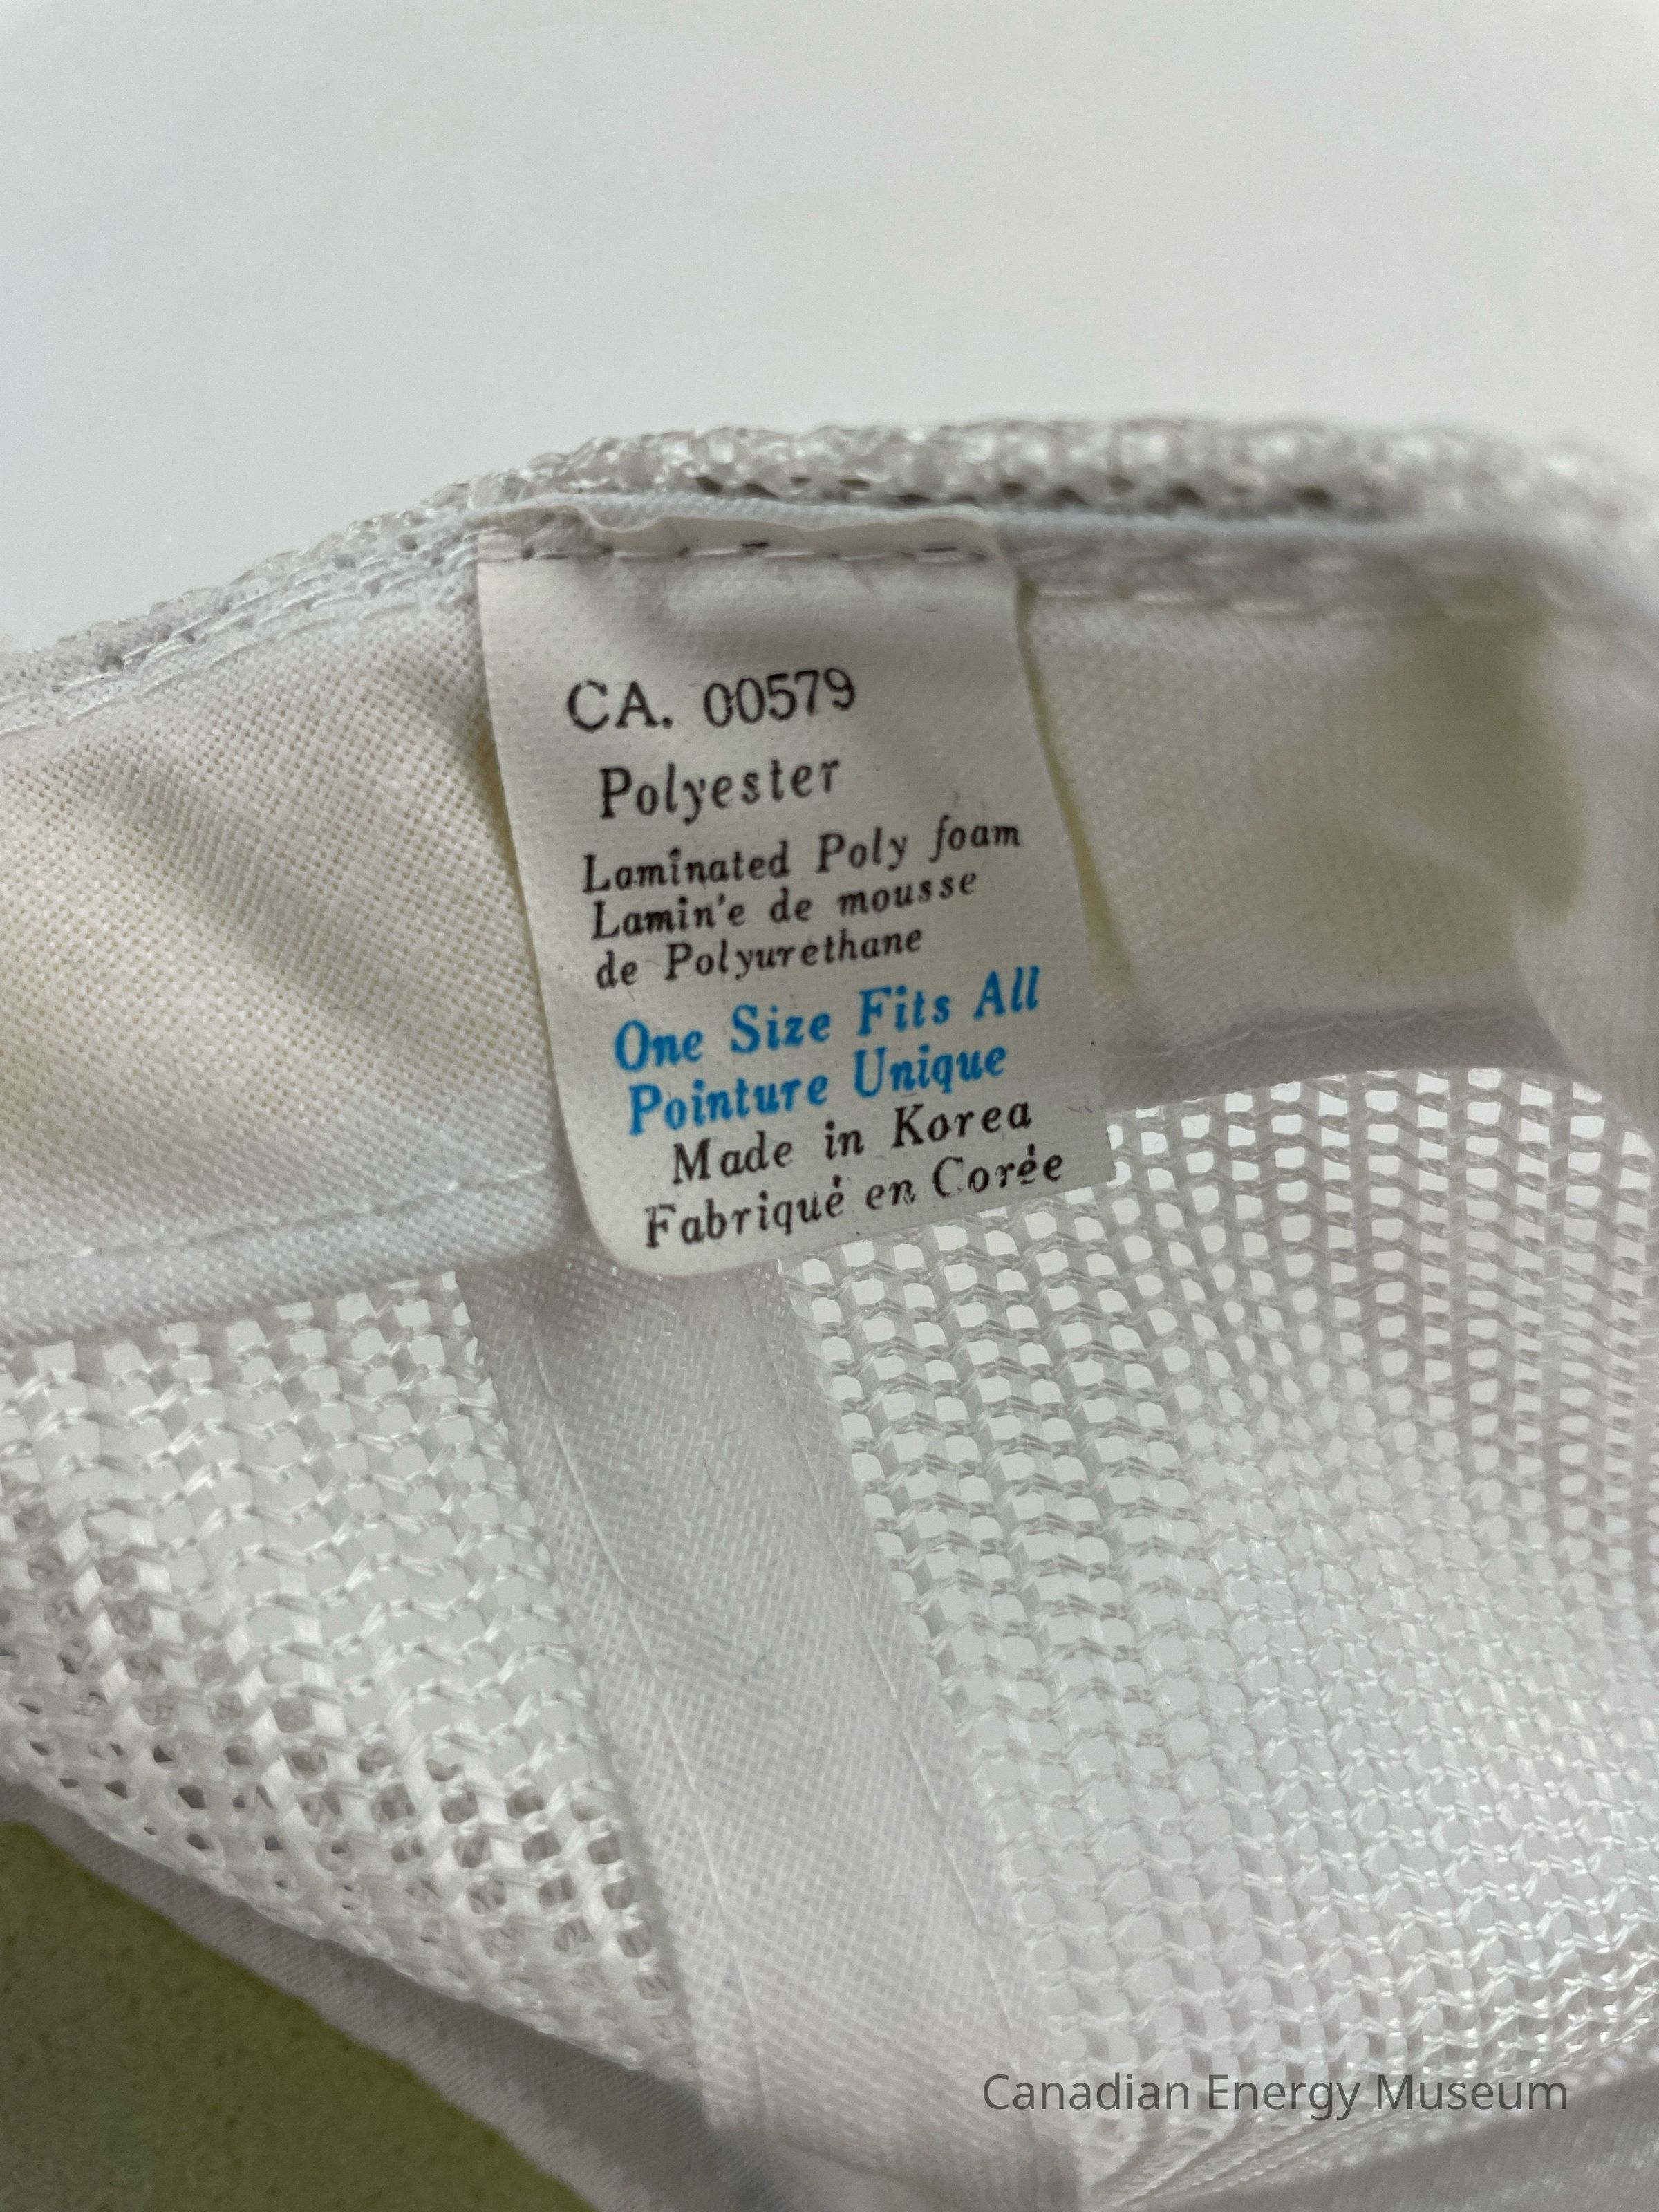 CA. 00579
Polyester
Laminated Poly foam
Lamin'e de mousse
de Polyuréthane
One Size Fits All
Pointure Unique
Made in Korea
Fabriqué en Corée
Canadian Energy Museum